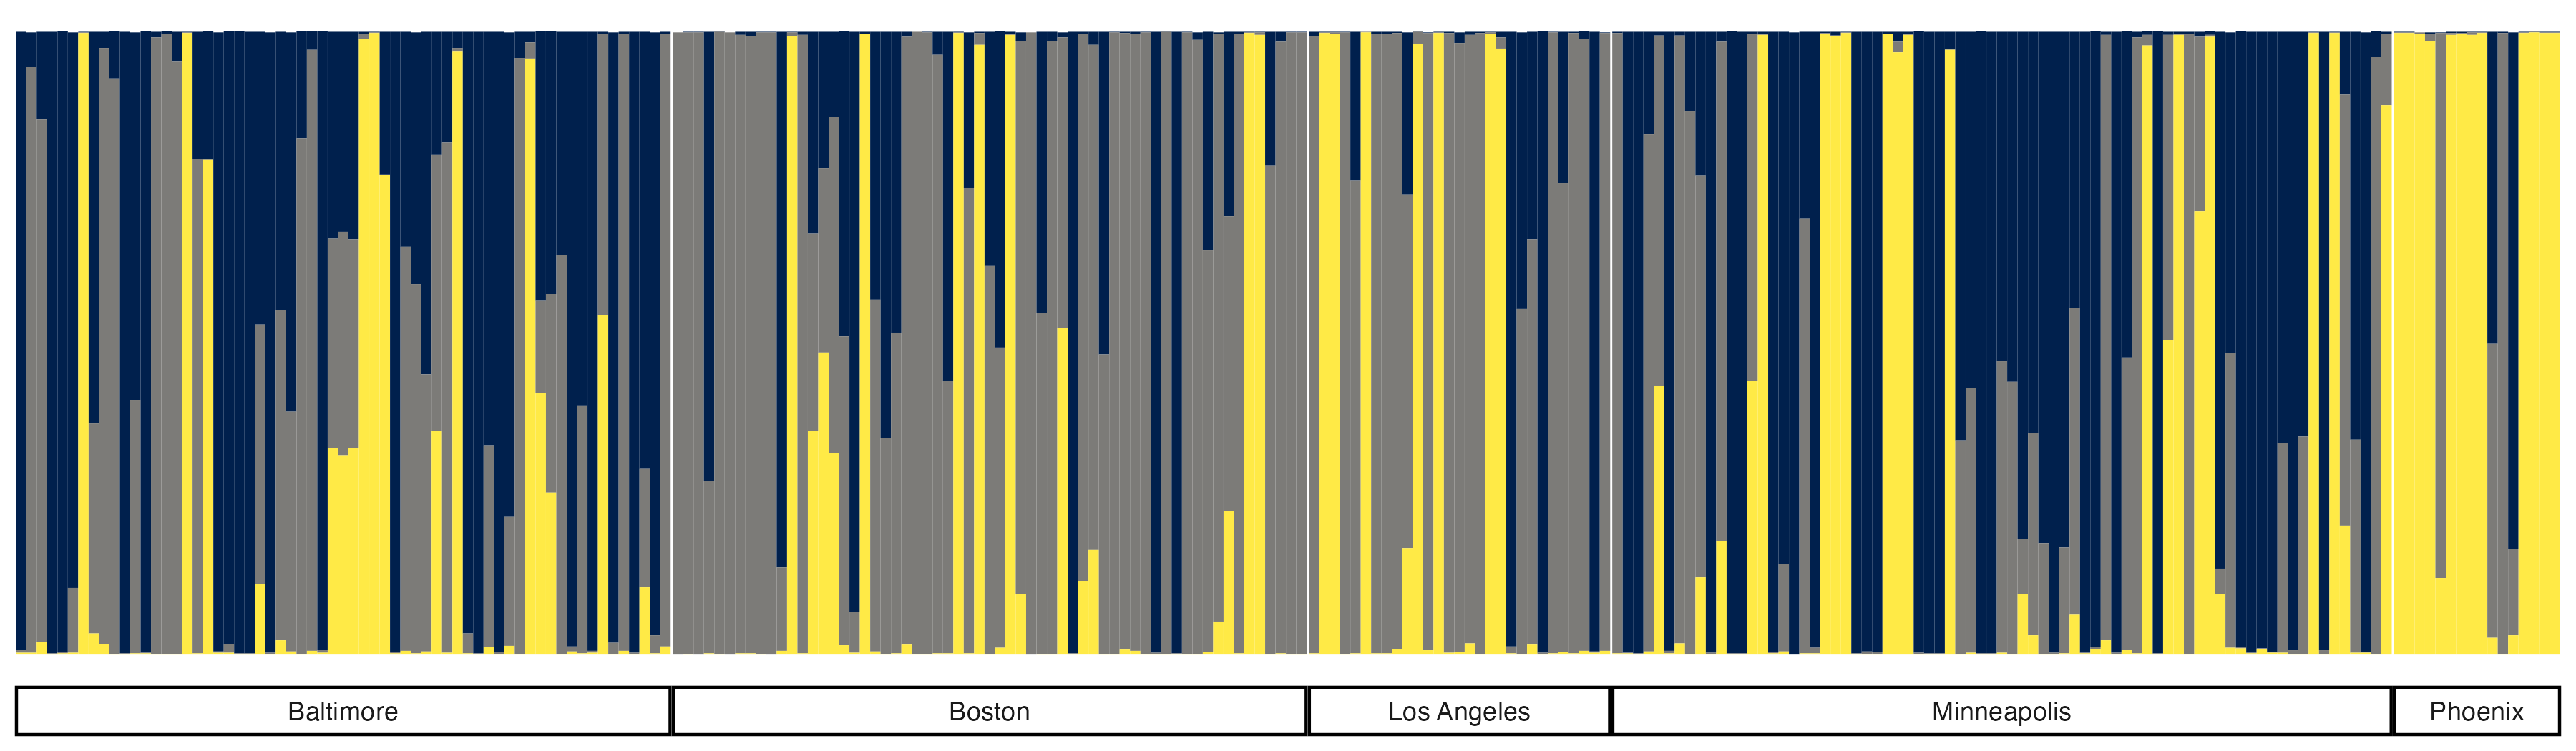 Baltimore
Boston
Los Angeles
Minneapolis
Phoenix